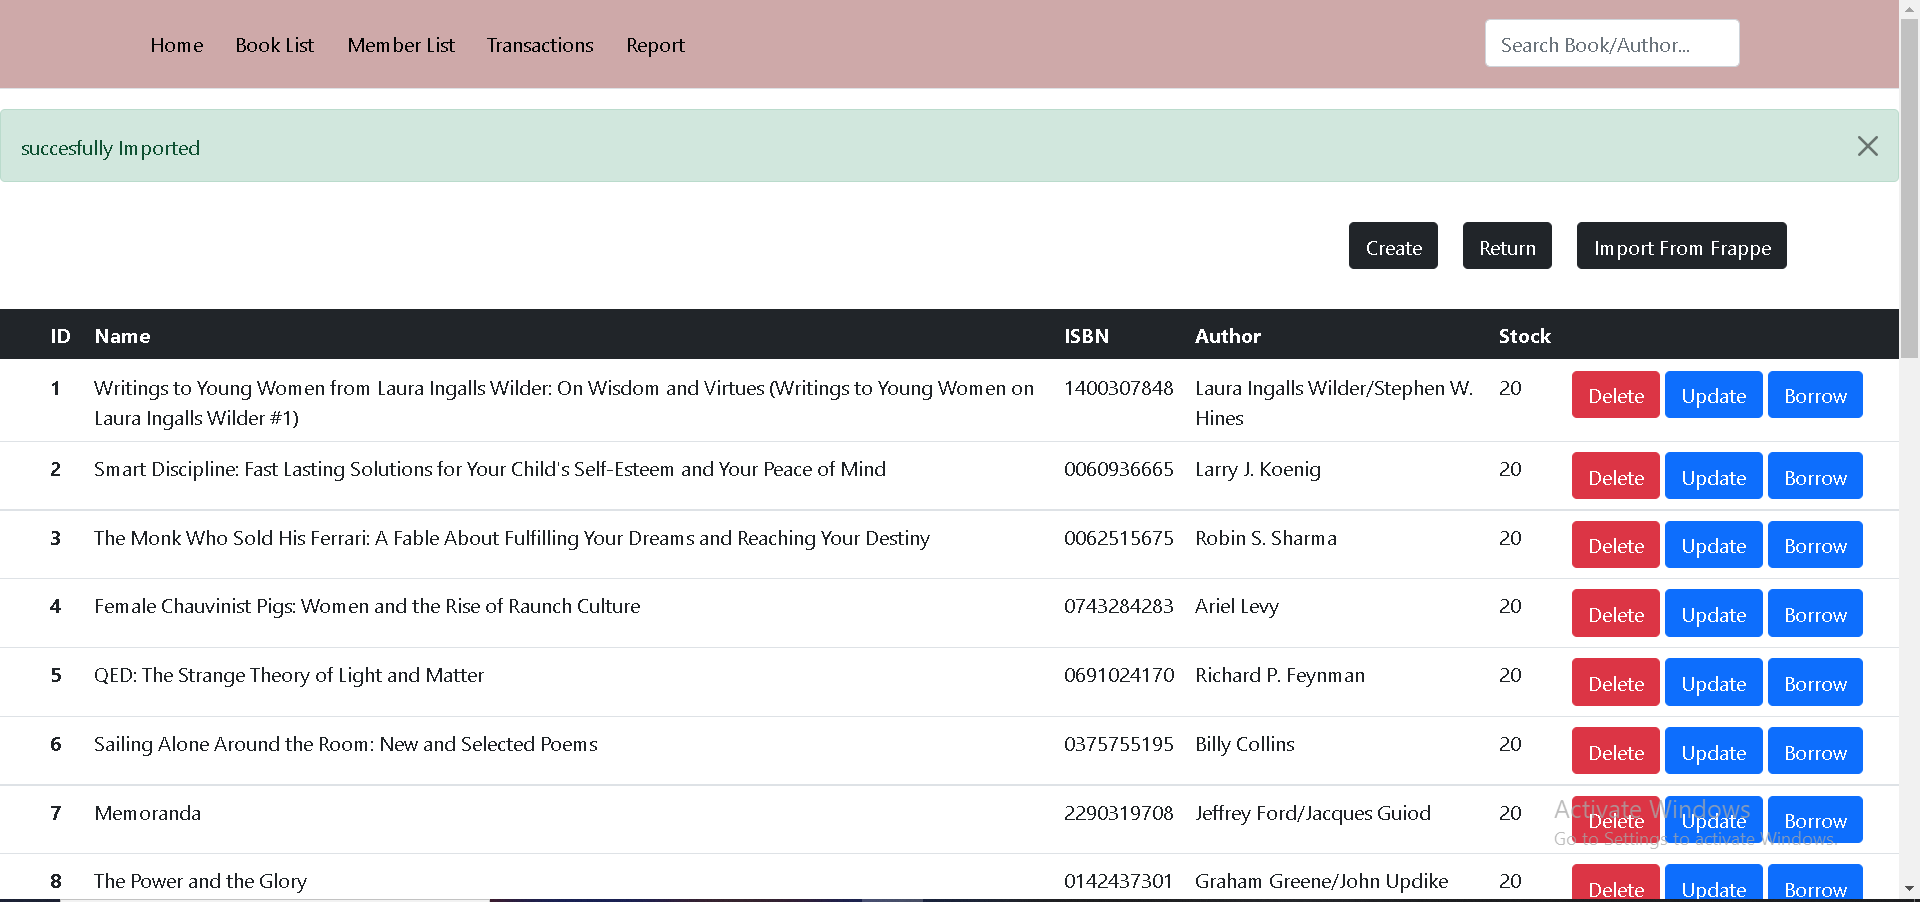 Home Book List Member List Transactions Report Search Book/Author...
succesfully Imported
Create Return Import From Frappe
ID Name ISBN Author Stock
1 Writings to Young Women from Laura Ingalls Wilder: On Wisdom and Virtues (Writings to Young Women on 1400307848 Laura Ingalls Wilder/Stephen W. 20 Delete Update Borrow
Laura Ingalls Wilder #1) Hines
2 Smart Discipline: Fast Lasting Solutions for Your Child's Self-Esteem and Your Peace of Mind 0060936665 Larry J. Koenig 20 Delete Update Borrow
3 The Monk Who Sold His Ferrari: A Fable About Fulfilling Your Dreams and Reaching Your Destiny 0062515675 Robin S. Sharma 20 Delete Update Borrow
4 Female Chauvinist Pigs: Women and the Rise of Raunch Culture 0743284283 Ariel Levy 20 Delete Update Borrow
5 QED: The Strange Theory of Light and Matter 0691024170 Richard P. Feynman 20 Delete Update Borrow
6 Sailing Alone Around the Room: New and Selected Poems 0375755195 Billy Collins 20 Delete Update Borrow
7 Memoranda 2290319708 Jeffrey Ford/Jacques Guiod 20 Delete Update Borrow
Activate Windows
Go to Settings to activate Windows.
8 The Power and the Glory 0142437301 Graham Greene/John Updike 20 Delete Update Borrow